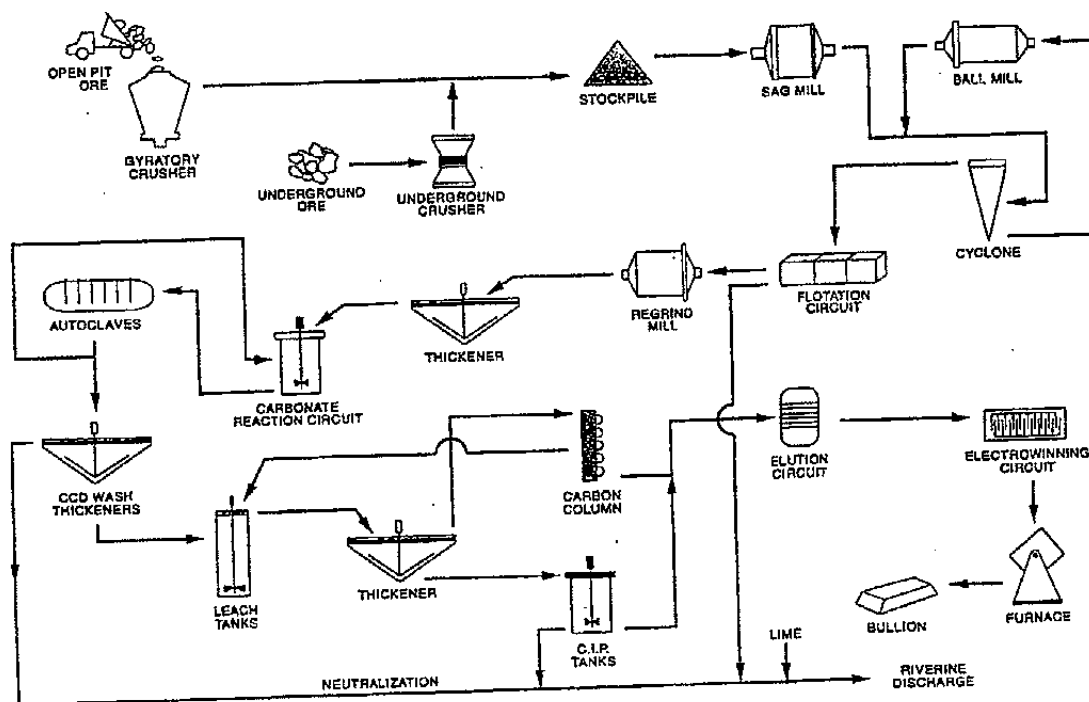 OPEN PIT
ORE
GYRATORY
CRUSHER
UNDERGROUND
ORE
UNDERGROUND
CRUSHER
STOCKPILE
SAG MILL
BALL MILL
CYCLONE
FLOTATION
CIRCUIT
REGRIND
MILL
THICKENER
CARBONATE
REACTION CIRCUIT
AUTOCLAVES
CCD WASH
THICKENERS
LEACH
TANKS
THICKENER
CARBON
COLUMN
C.I.P.
TANKS
ELUTION
CIRCUIT
ELECTROWINNING
CIRCUIT
FURNACE
BULLION
LIME
NEUTRALIZATION
RIVERINE
DISCHARGE